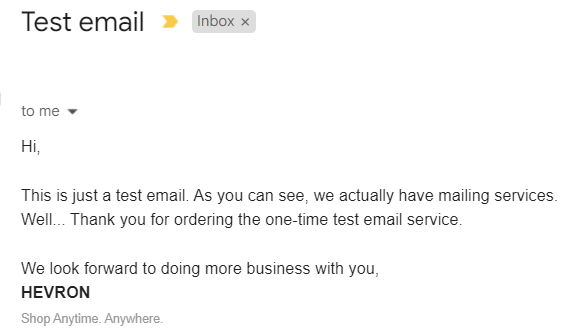 Test email
Inbox ×
to me
Hi,
This is just a test email. As you can see, we actually have mailing services.
Well... Thank you for ordering the one-time test email service.
We look forward to doing more business with you,
HEVRON
Shop Anytime. Anywhere.